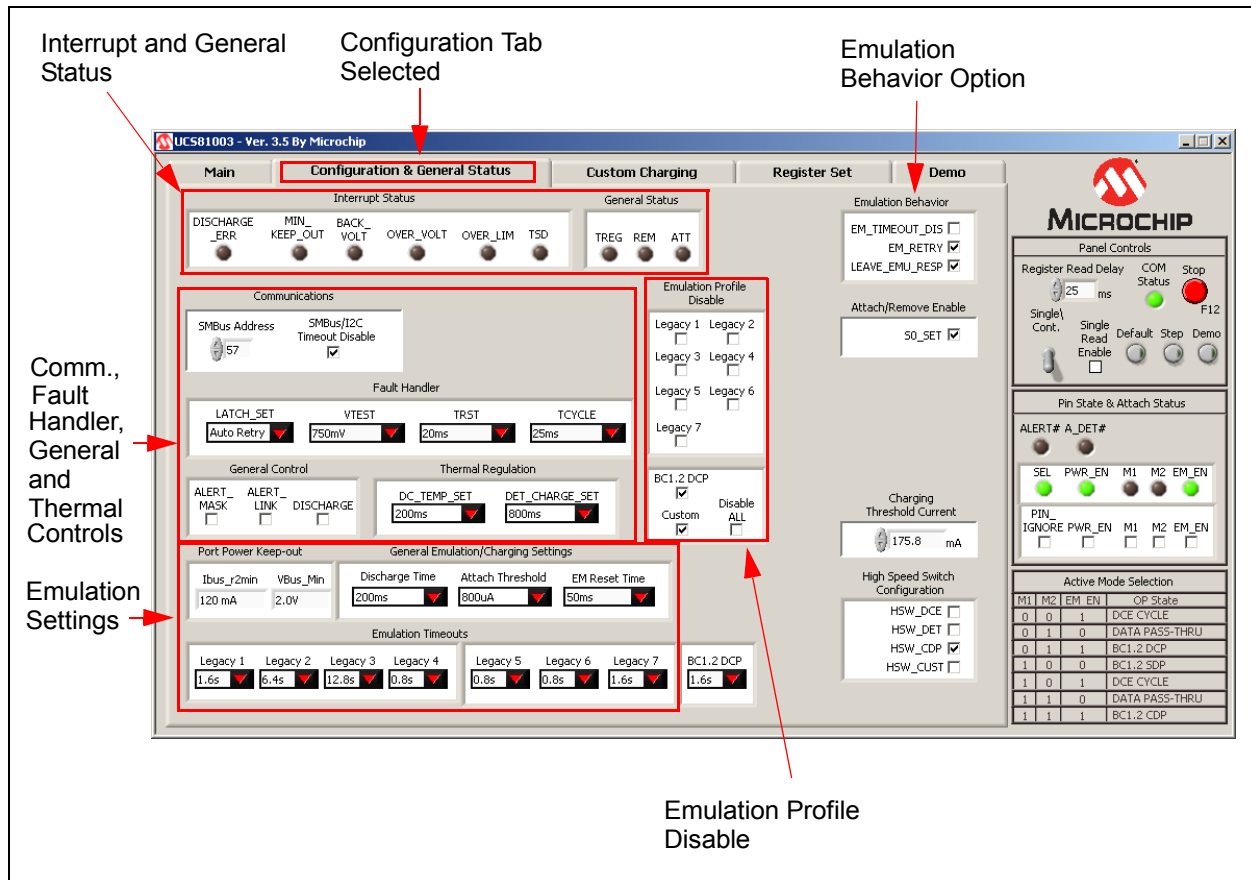 Interrupt and General
Status
Configuration Tab
Selected
Emulation
Behavior Option
UCS81003 - Ver. 3.5 By Microchip
Main
Configuration & General Status
Custom Charging
Register Set
Demo
Interrupt Status
DISCHARGE
_ERR
MIN_
KEEP_OUT
BACK_
VOLT
OVER_VOLT
OVER_LIM
TSD
General Status
TREG REM ATT
Emulation Behavior
EM_TIMEOUT_DIS
EM_RETRY
LEAVE_EMU_RESP
Attach/Remove Enable
S0_SET
Comm.,
Fault
Handler,
General
and
Thermal
Controls
Communications
SMBus Address
57
SMBus/I2C
Timeout Disable
Fault Handler
LATCH_SET
Auto Retry
VTEST
750mV
TRST
20ms
TCYCLE
25ms
General Control
ALERT_
MASK
ALERT_
LINK
DISCHARGE
Thermal Regulation
DC_TEMP_SET
200ms
DET_CHARGE_SET
800ms
Emulation Profile
Disable
Legacy 1 Legacy 2
Legacy 3 Legacy 4
Legacy 5 Legacy 6
Legacy 7
BC1.2 DCP
Custom
Disable
ALL
Emulation
Settings
Port Power Keep-out
Ibus_r2min
120 mA
VBus_Min
2.0V
General Emulation/Charging Settings
Discharge Time
200ms
Attach Threshold
800uA
EM Reset Time
50ms
Emulation Timeouts
Legacy 1 Legacy 2 Legacy 3 Legacy 4 Legacy 5 Legacy 6 Legacy 7 BC1.2 DCP
1.6s 6.4s 12.8s 0.8s 0.8s 0.8s 1.6s 1.6s
Charging
Threshold Current
175.8 mA
High Speed Switch
Configuration
HSW_DCE
HSW_DET
HSW_CDP
HSW_CUST
MICROCHIP
Panel Controls
Register Read Delay
25 ms
COM
Status
Stop
F12
Single\
Cont.
Single
Read
Enable
Default Step Demo
Pin State & Attach Status
ALERT# A_DET#
SEL PWR_EN M1 M2 EM_EN
PIN_
IGNORE PWR_EN M1 M2 EM_EN
Active Mode Selection
M1 M2 EM EN OP State
0 0 1 DCE CYCLE
0 1 0 DATA PASS-THRU
0 1 1 BC1.2 DCP
1 0 0 BC1.2 SDP
1 0 1 DCE CYCLE
1 1 0 DATA PASS-THRU
1 1 1 BC1.2 CDP
Emulation Profile
Disable